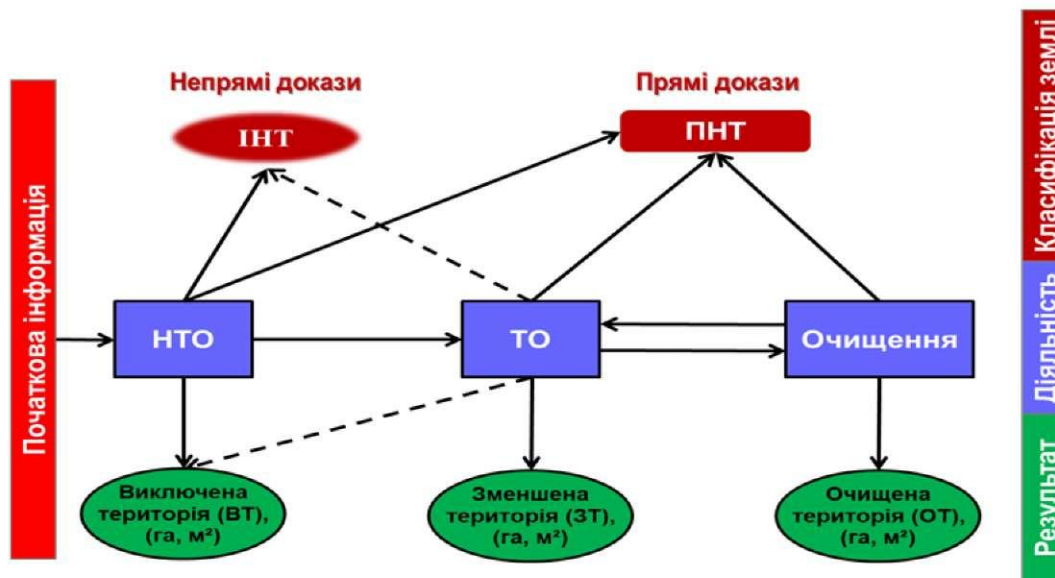 Початкова інформація
Непрямі докази
ІНТ
Прямі докази
ПНТ
НТО
ТО
Очищення
Виключена
територія (ВТ),
(га, м²)
Зменшена
територія (ЗТ),
(га, м²)
Очищена
територія (ОТ),
(га, м²)
Класифікація землі
Діяльність
Результат